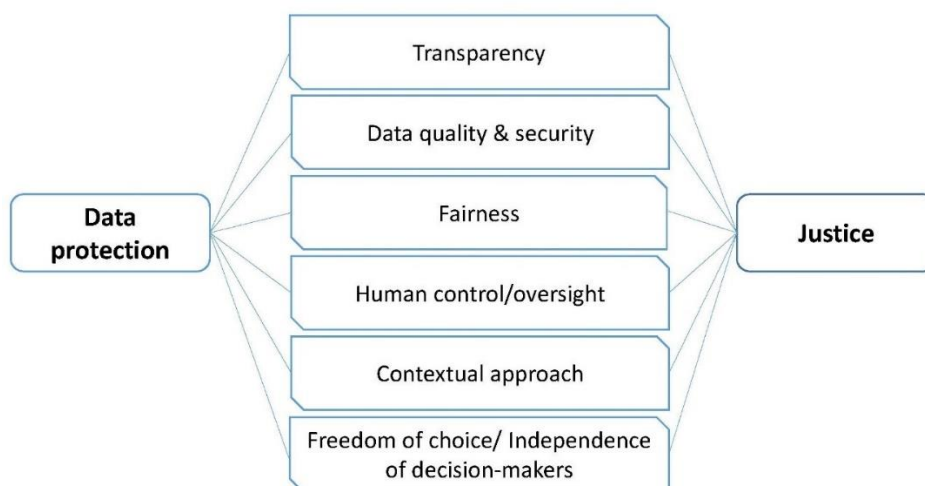 Transparency
Data quality & security
Data
protection
Fairness
Justice
Human control/oversight
Contextual approach
Freedom of choice/ Independence
of decision-makers